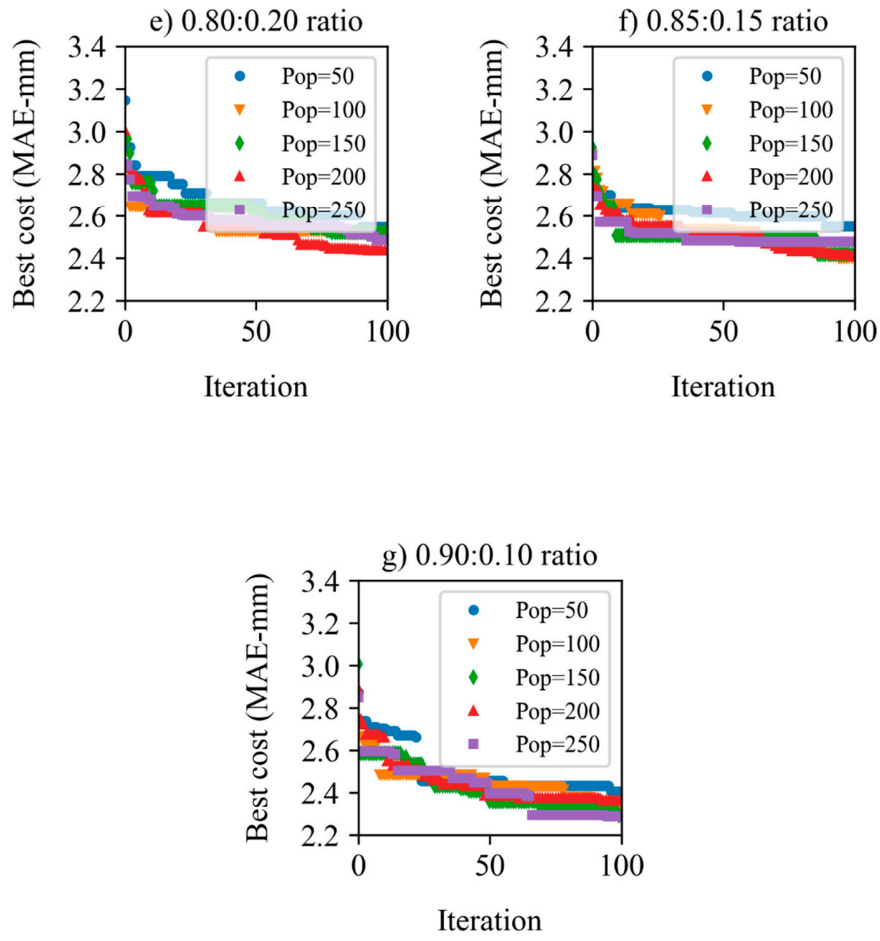 e) 0.80:0.20 ratio
Best cost (MAE-mm)
3.4
3.2
3.0
2.8
2.6
2.4
2.2
Pop=50
Pop=100
Pop=150
Pop=200
Pop=250
0
50
100
Iteration
f) 0.85:0.15 ratio
Best cost (MAE-mm)
3.4
3.2
3.0
2.8
2.6
2.4
2.2
Pop=50
Pop=100
Pop=150
Pop=200
Pop=250
0
50
100
Iteration
g) 0.90:0.10 ratio
Best cost (MAE-mm)
3.4
3.2
3.0
2.8
2.6
2.4
2.2
Pop=50
Pop=100
Pop=150
Pop=200
Pop=250
0
50
100
Iteration